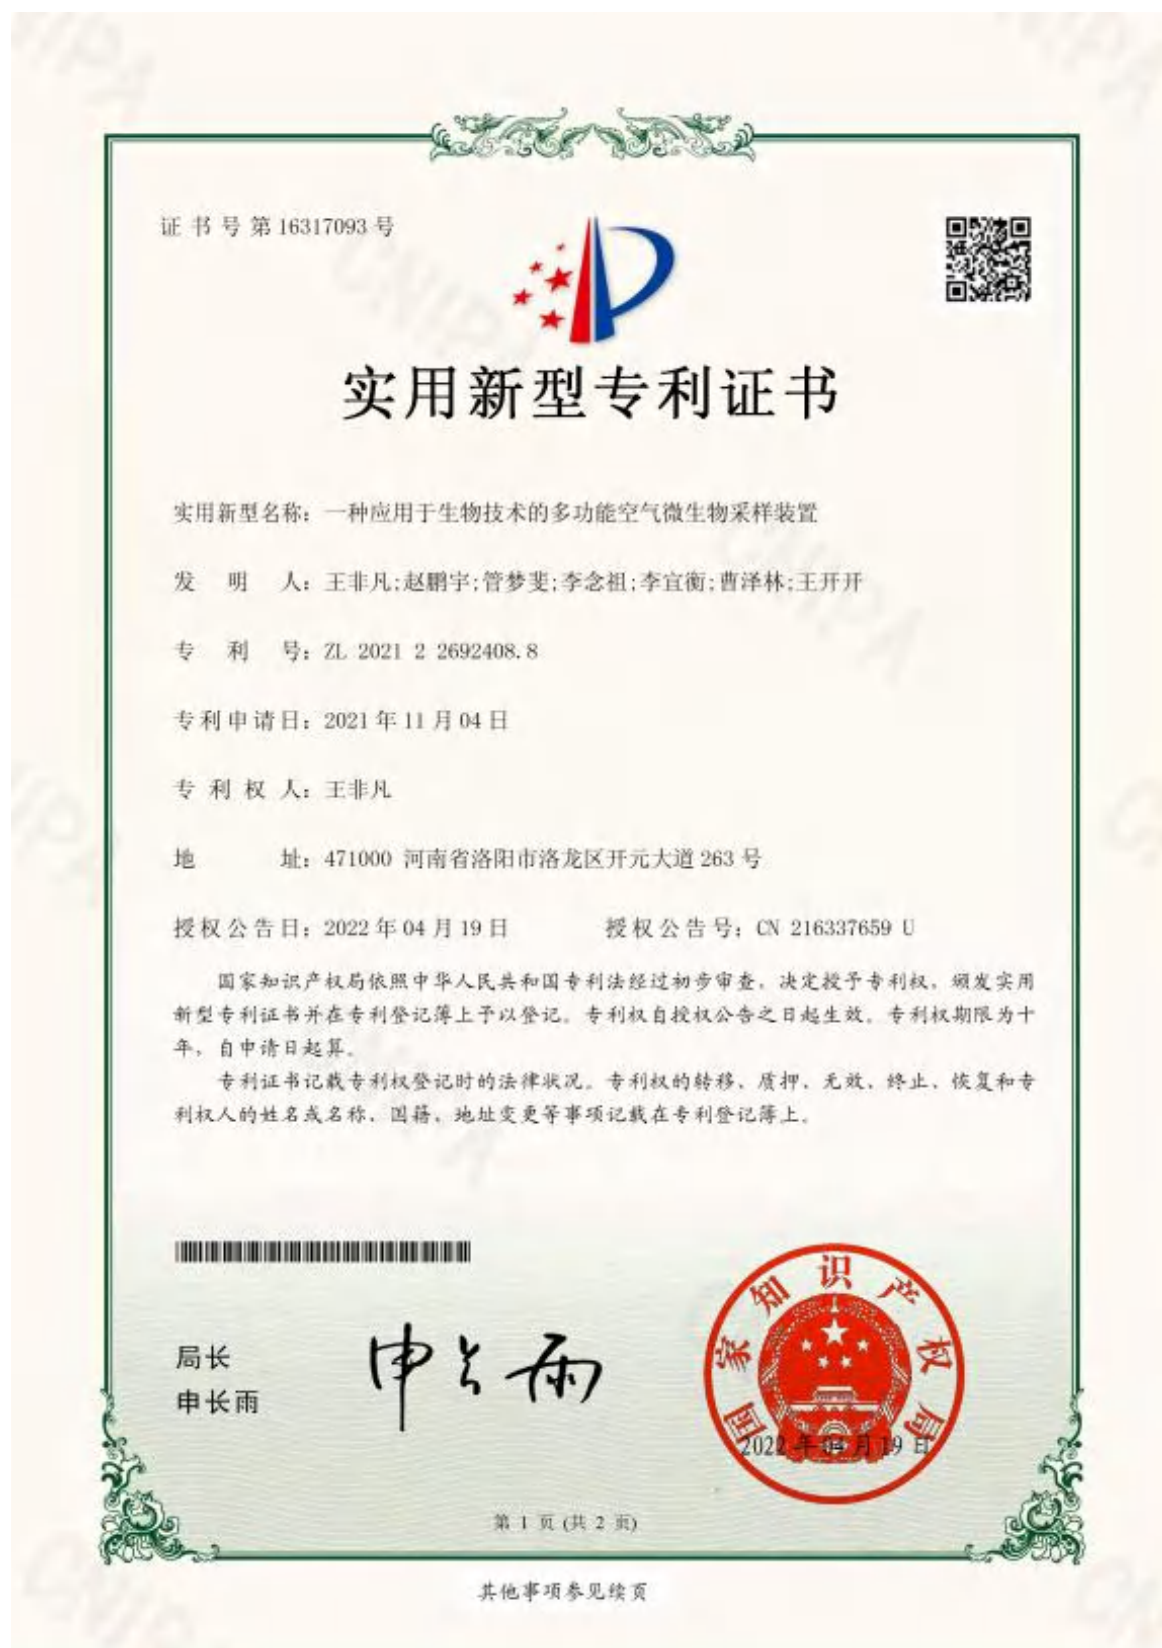 证书号第16317093号
实用新型专利证书
实用新型名称：一种应用于生物技术的多功能空气微生物采样装置
发明人：王非凡;赵鹏宇;管梦斐;李念祖;李宜衡;曹泽林;王开开
专利号：ZL 2021 2 2692408.8
专利申请日：2021年11月04日
专利权人：王非凡
地址：471000 河南省洛阳市洛龙区开元大道263号
授权公告日：2022年04月19日 授权公告号：CN 216337659 U
国家知识产权局依照中华人民共和国专利法经过初步审查，决定授予专利权，颁发实用
新型专利证书并在专利登记簿上予以登记。专利权自授权公告之日起生效。专利权期限为十
年，自申请日起算。
专利证书记载专利权登记时的法律状况。专利权的转移、质押、无效、终止、恢复和专
利权人的姓名或名称、国籍、地址变更等事项记载在专利登记簿上。
局长
申长雨
申长雨
国家知识产权局
2022年04月19日
第 1 页 (共 2 页)
其他事项参见续页
CNIPA
CNIPA
CNIPA
CNIPA